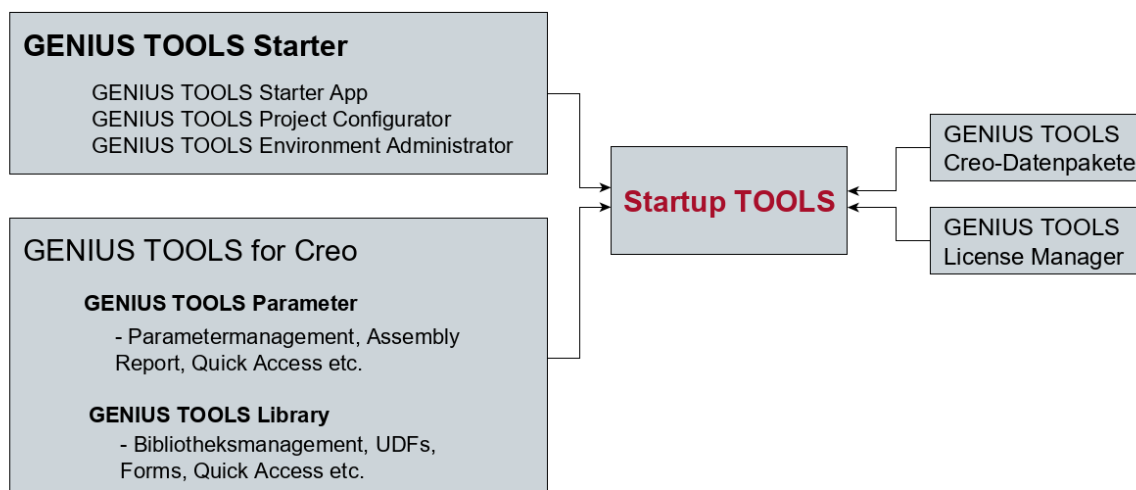 GENIUS TOOLS Starter
GENIUS TOOLS Starter App
GENIUS TOOLS Project Configurator
GENIUS TOOLS Environment Administrator
GENIUS TOOLS for Creo
GENIUS TOOLS Parameter
- Parametermanagement, Assembly
Report, Quick Access etc.
GENIUS TOOLS Library
- Bibliotheksmanagement, UDFs,
Forms, Quick Access etc.
Startup TOOLS
GENIUS TOOLS
Creo-Datenpakete
GENIUS TOOLS
License Manager